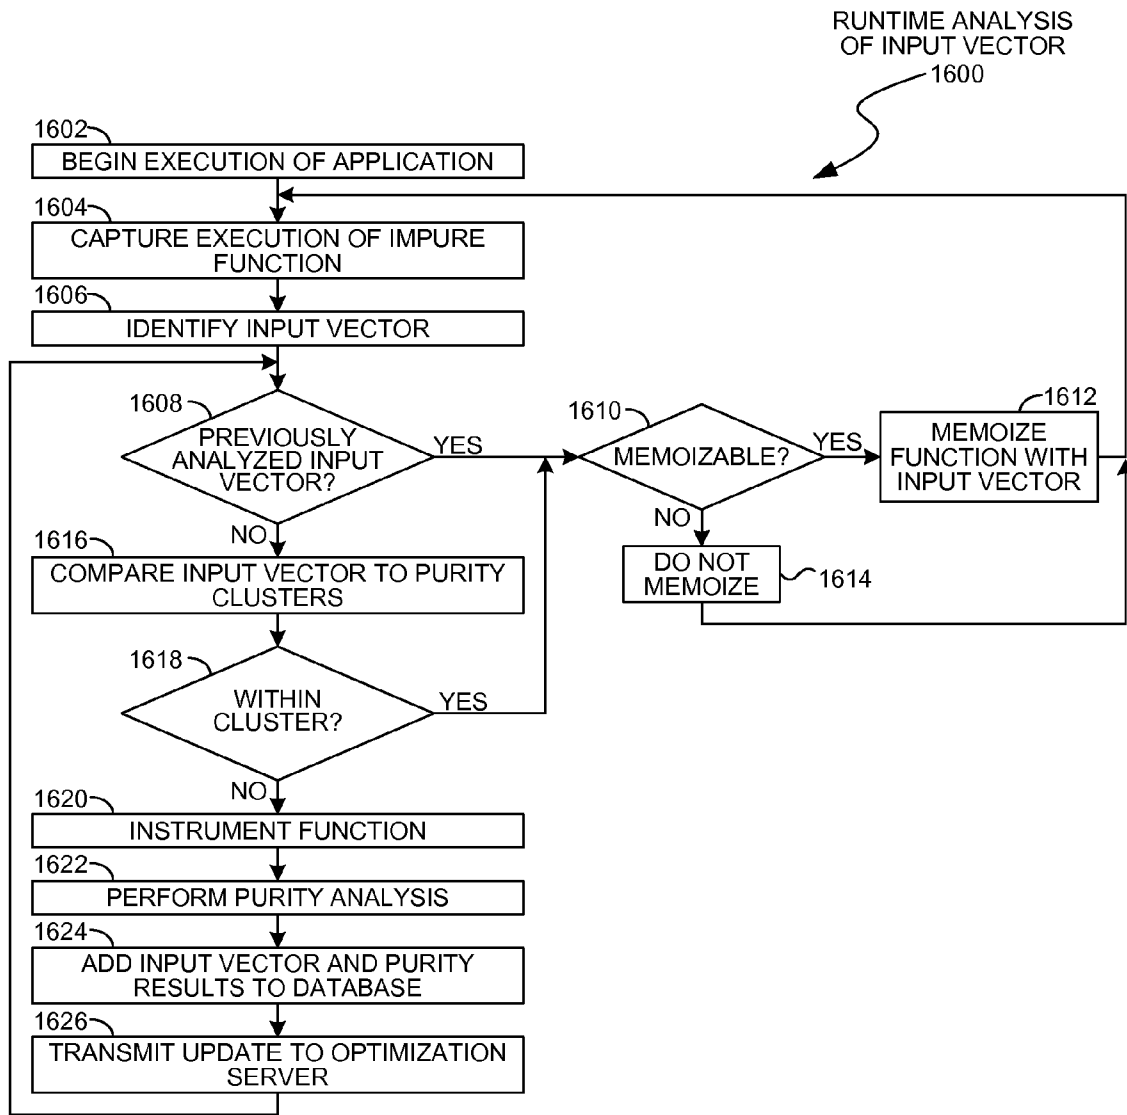 RUNTIME ANALYSIS
OF INPUT VECTOR
1600
1602
BEGIN EXECUTION OF APPLICATION
1604
CAPTURE EXECUTION OF IMPURE
FUNCTION
1606
IDENTIFY INPUT VECTOR
1608
PREVIOUSLY
ANALYZED INPUT
VECTOR?
YES
NO
1610
MEMOIZABLE?
YES
NO
1612
MEMOIZE
FUNCTION WITH
INPUT VECTOR
DO NOT
MEMOIZE
1614
1616
COMPARE INPUT VECTOR TO PURITY
CLUSTERS
1618
WITHIN
CLUSTER?
YES
NO
1620
INSTRUMENT FUNCTION
1622
PERFORM PURITY ANALYSIS
1624
ADD INPUT VECTOR AND PURITY
RESULTS TO DATABASE
1626
TRANSMIT UPDATE TO OPTIMIZATION
SERVER